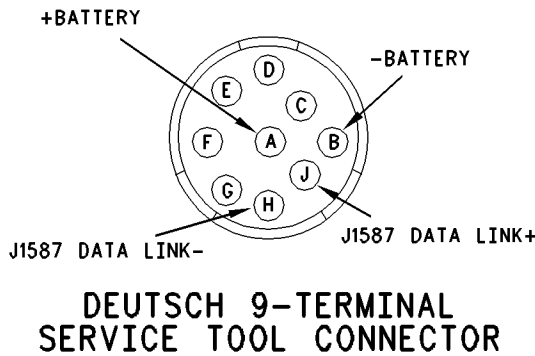 +BATTERY
D
-BATTERY
E
C
F
A
B
J
G
H
J1587 DATA LINK-
J1587 DATA LINK+
DEUTSCH 9-TERMINAL
SERVICE TOOL CONNECTOR